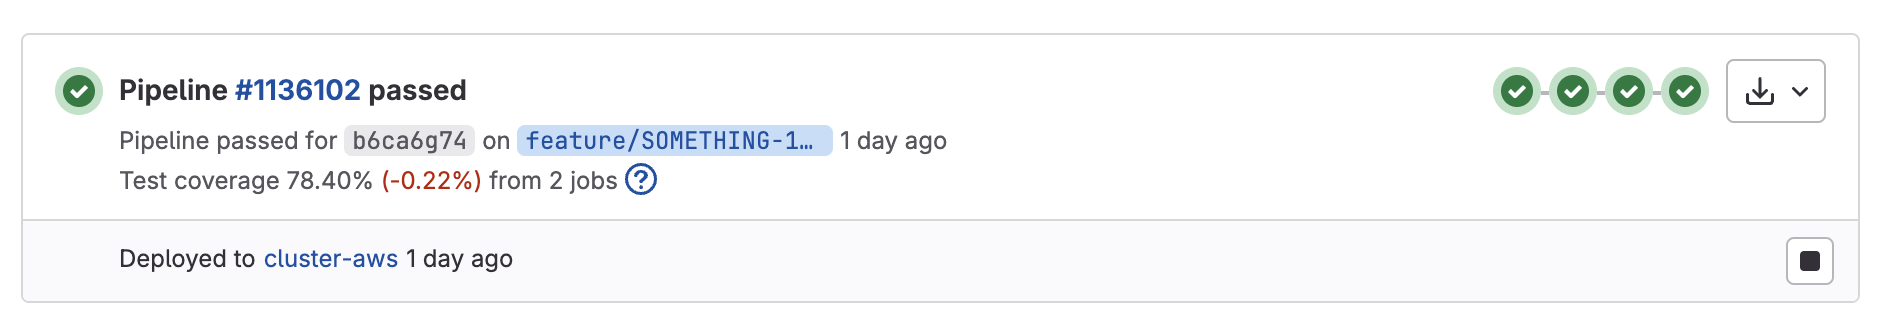 Pipeline #1136102 passed
Pipeline passed for b6ca6g74 on feature/SOMETHING-1… 1 day ago
Test coverage 78.40% (-0.22%) from 2 jobs
Deployed to cluster-aws 1 day ago